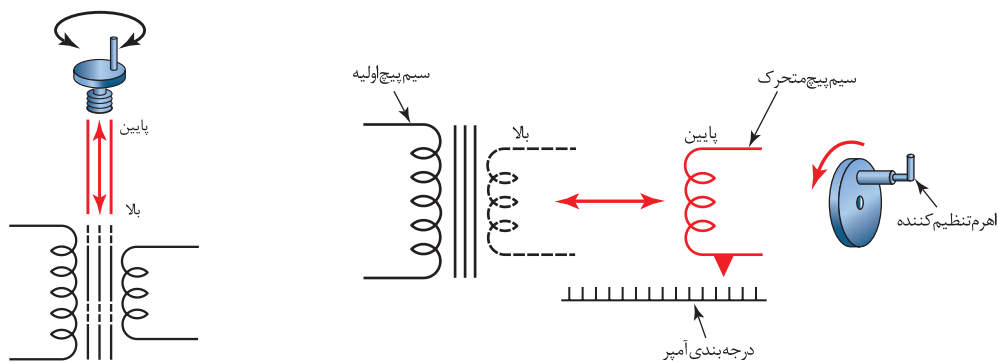 سیم‌پیچ اولیه
سیم‌پیچ متحرک
بالا
پایین
اهرم تنظیم‌کننده
درجه‌بندی آمپر
پایین
بالا